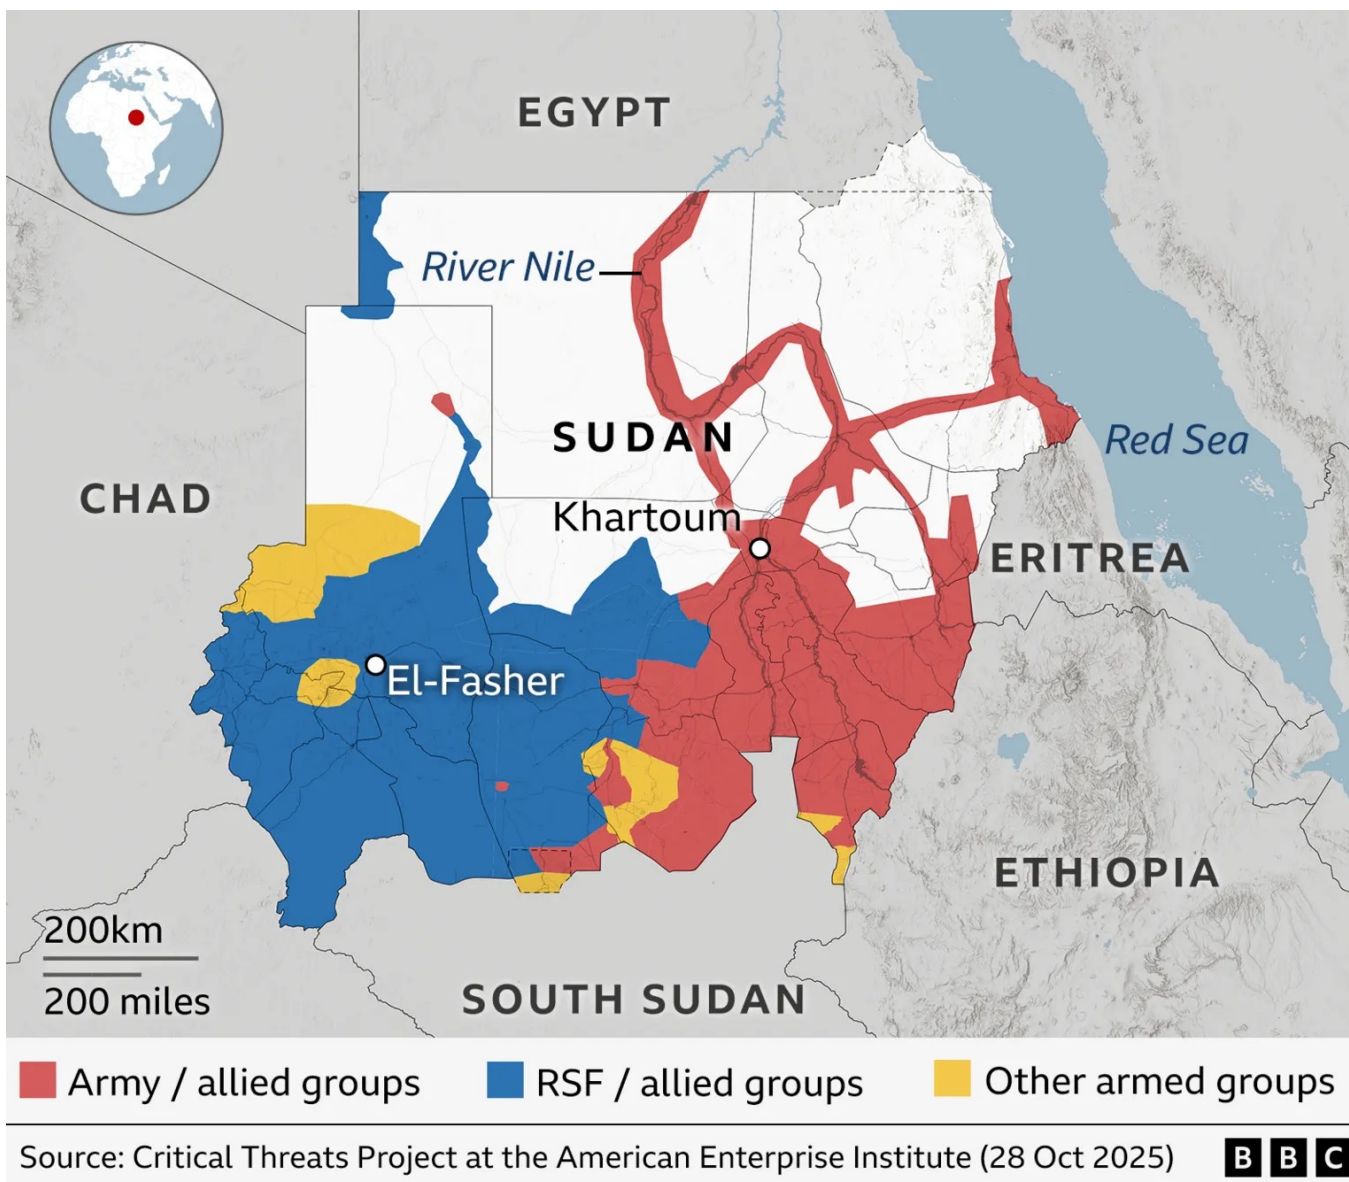 EGYPT
River Nile
SUDAN
Red Sea
CHAD
Khartoum
ERITREA
El-Fasher
ETHIOPIA
200km
200 miles
SOUTH SUDAN
Army / allied groups
RSF / allied groups
Other armed groups
Source: Critical Threats Project at the American Enterprise Institute (28 Oct 2025)
BBC